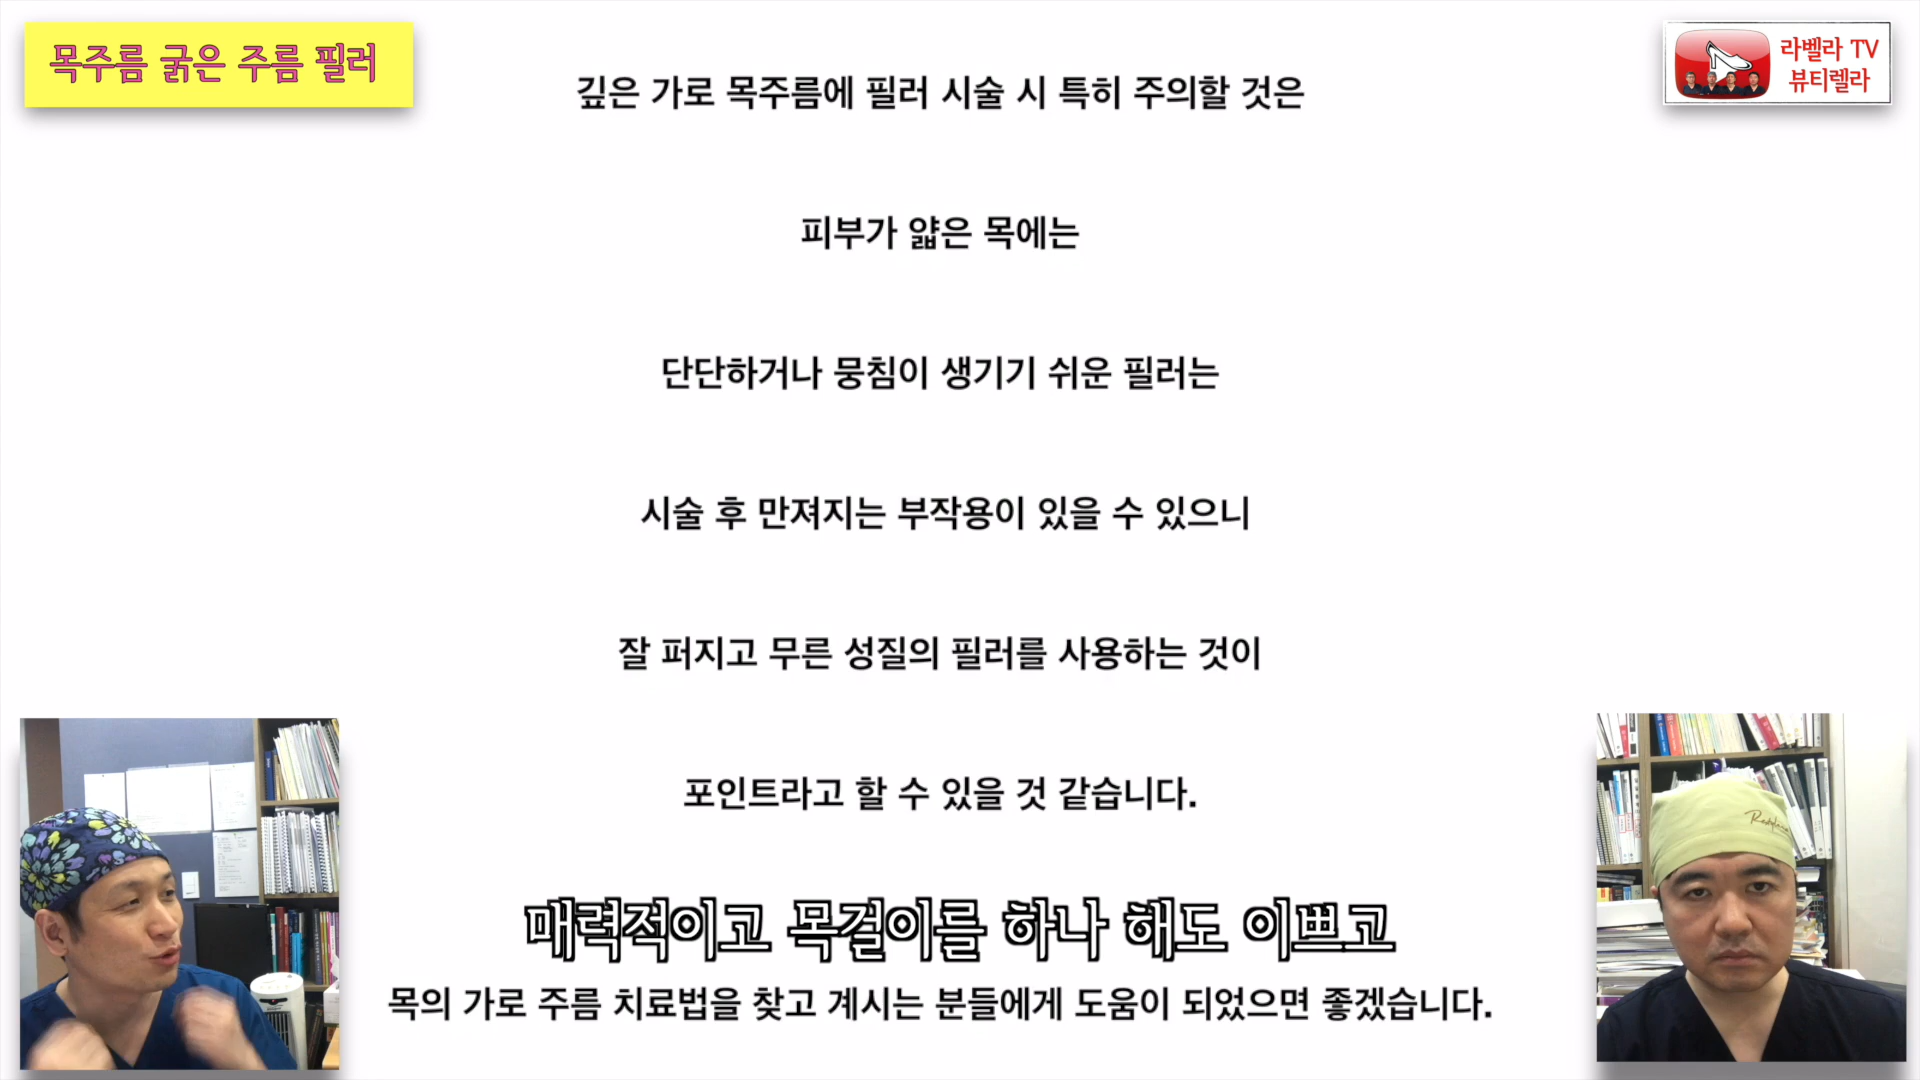 목주름 굵은 주름 필러
라벨라 TV
뷰티렐라
깊은 가로 목주름에 필러 시술 시 특히 주의할 것은
피부가 얇은 목에는
단단하거나 뭉침이 생기기 쉬운 필러는
시술 후 만져지는 부작용이 있을 수 있으니
잘 퍼지고 무른 성질의 필러를 사용하는 것이
포인트라고 할 수 있을 것 같습니다.
매력적이고 목걸이를 하나 해도 이쁘고
목의 가로 주름 치료법을 찾고 계시는 분들에게 도움이 되었으면 좋겠습니다.